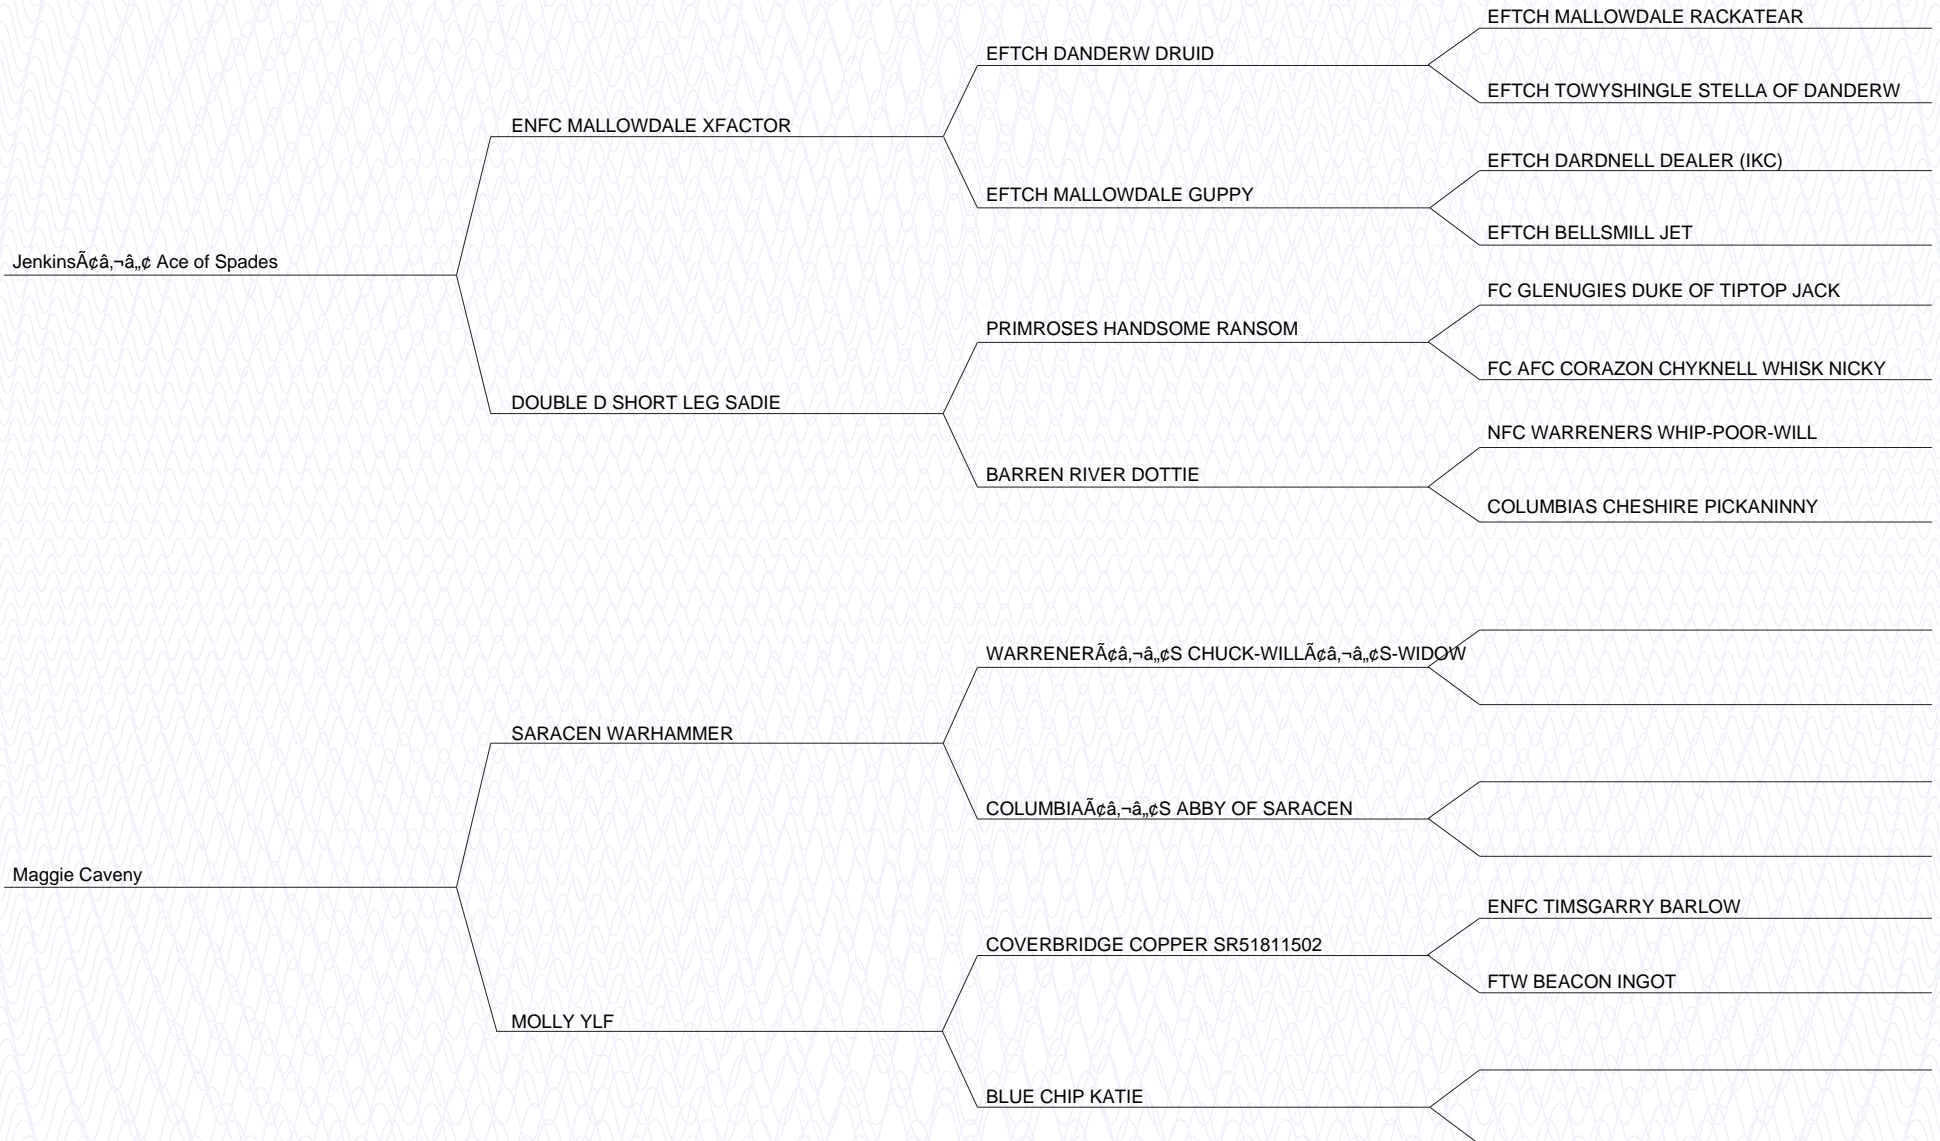 EFTCH MALLOWDALE RACKATEAR
EFTCH DANDERW DRUID
EFTCH TOWYSHINGLE STELLA OF DANDERW
ENFC MALLOWDALE XFACTOR
EFTCH DARDNELL DEALER (IKC)
EFTCH MALLOWDALE GUPPY
EFTCH BELLSMILL JET
JenkinsÃ¢â‚¬â„¢ Ace of Spades
FC GLENUGIES DUKE OF TIPTOP JACK
PRIMROSES HANDSOME RANSOM
FC AFC CORAZON CHYKNELL WHISK NICKY
DOUBLE D SHORT LEG SADIE
NFC WARRENERS WHIP-POOR-WILL
BARREN RIVER DOTTIE
COLUMBIAS CHESHIRE PICKANINNY
WARRENERÃ¢â‚¬â„¢S CHUCK-WILLÃ¢â‚¬â„¢S-WIDOW
SARACEN WARHAMMER
COLUMBIAÃ¢â‚¬â„¢S ABBY OF SARACEN
Maggie Caveny
ENFC TIMSGARRY BARLOW
COVERBRIDGE COPPER SR51811502
FTW BEACON INGOT
MOLLY YLF
BLUE CHIP KATIE